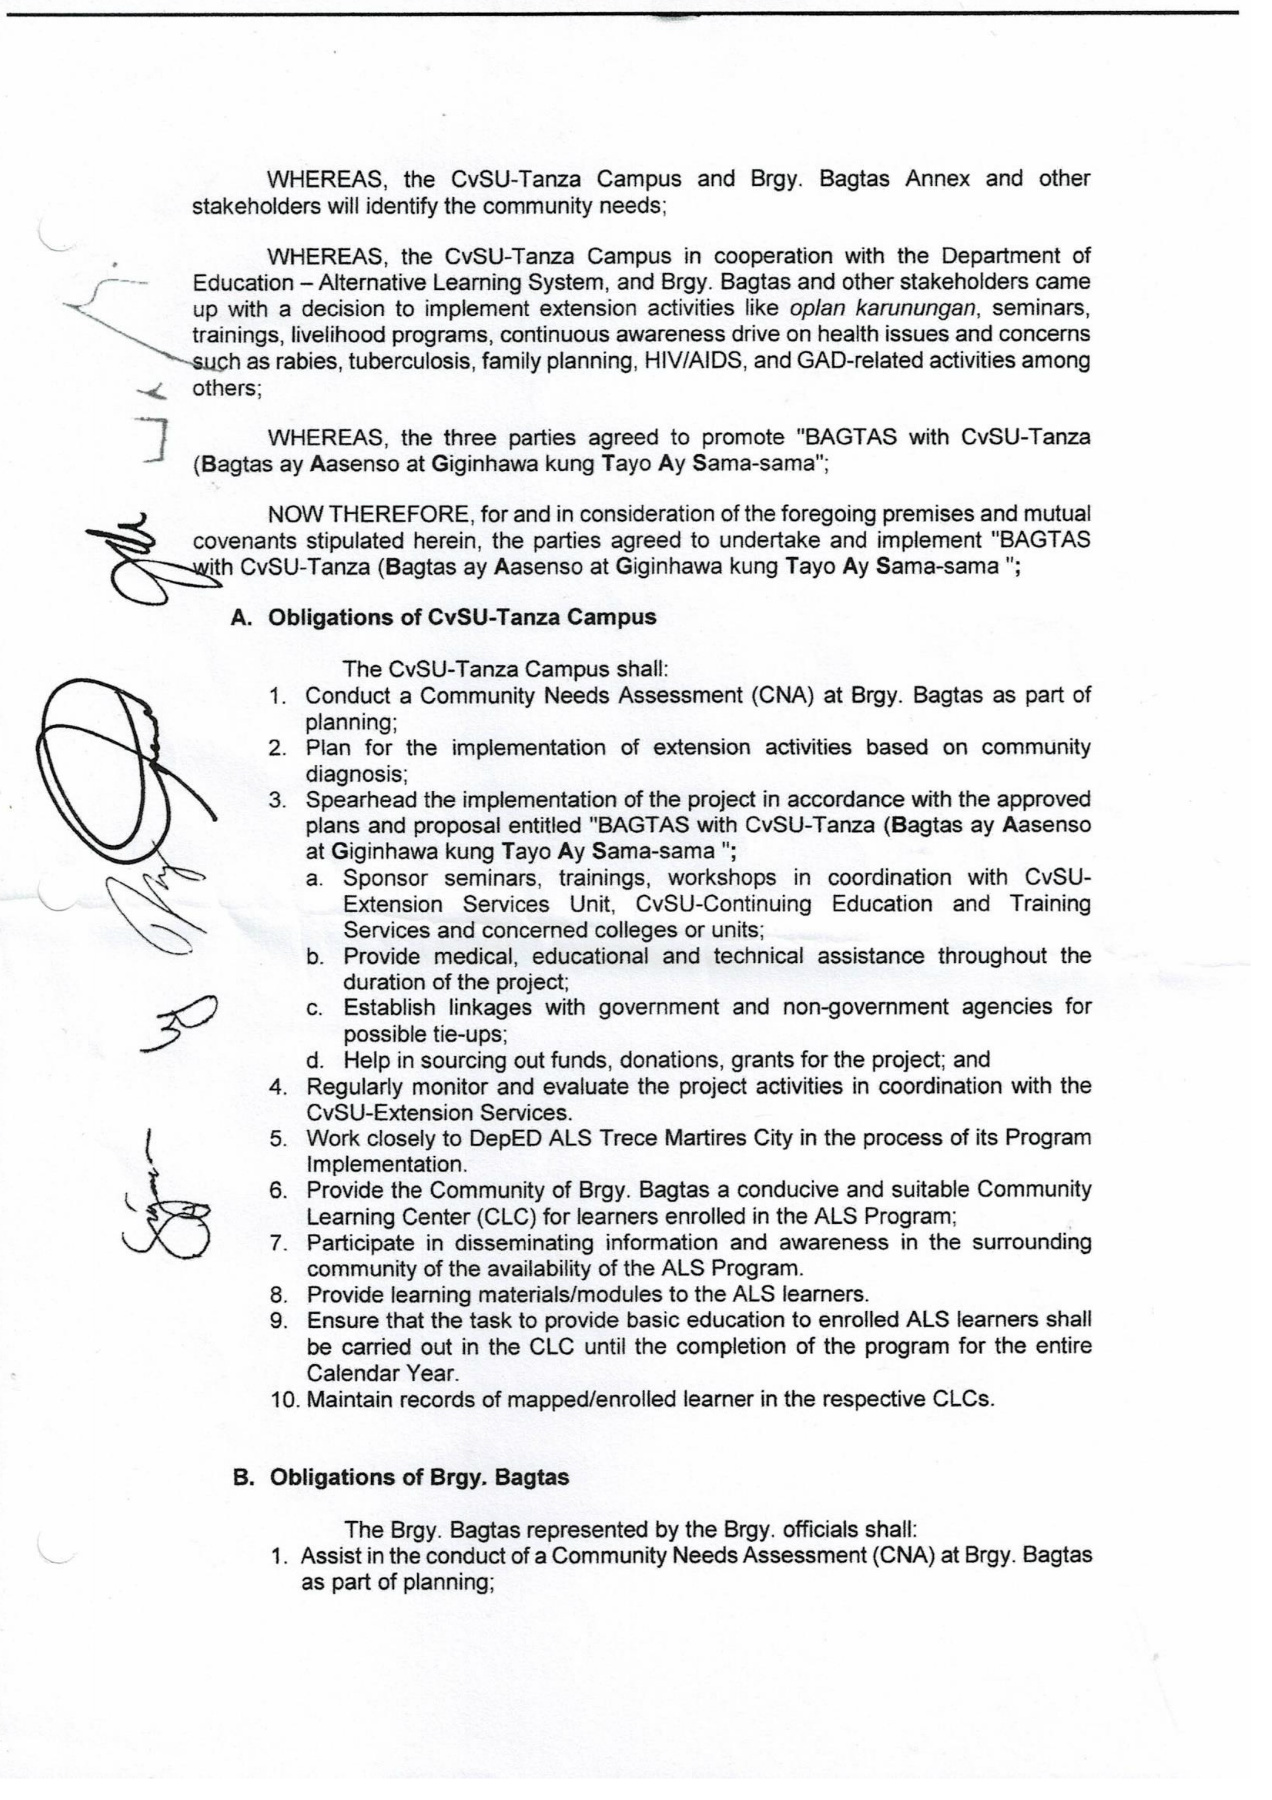 WHEREAS, the CvSU-Tanza Campus and Brgy. Bagtas Annex and other
stakeholders will identify the community needs;
WHEREAS, the CvSU-Tanza Campus in cooperation with the Department of
Education – Alternative Learning System, and Brgy. Bagtas and other stakeholders came
up with a decision to implement extension activities like oplan karunungan, seminars,
trainings, livelihood programs, continuous awareness drive on health issues and concerns
such as rabies, tuberculosis, family planning, HIV/AIDS, and GAD-related activities among
others;
WHEREAS, the three parties agreed to promote "BAGTAS with CvSU-Tanza
(Bagtas ay Aasenso at Giginhawa kung Tayo Ay Sama-sama";
NOW THEREFORE, for and in consideration of the foregoing premises and mutual
covenants stipulated herein, the parties agreed to undertake and implement "BAGTAS
with CvSU-Tanza (Bagtas ay Aasenso at Giginhawa kung Tayo Ay Sama-sama ";
A. Obligations of CvSU-Tanza Campus
The CvSU-Tanza Campus shall:
1. Conduct a Community Needs Assessment (CNA) at Brgy. Bagtas as part of
planning;
2. Plan for the implementation of extension activities based on community
diagnosis;
3. Spearhead the implementation of the project in accordance with the approved
plans and proposal entitled "BAGTAS with CvSU-Tanza (Bagtas ay Aasenso
at Giginhawa kung Tayo Ay Sama-sama ";
a. Sponsor seminars, trainings, workshops in coordination with CvSU-
Extension Services Unit, CvSU-Continuing Education and Training
Services and concerned colleges or units;
b. Provide medical, educational and technical assistance throughout the
duration of the project;
c. Establish linkages with government and non-government agencies for
possible tie-ups;
d. Help in sourcing out funds, donations, grants for the project; and
4. Regularly monitor and evaluate the project activities in coordination with the
CvSU-Extension Services.
5. Work closely to DepED ALS Trece Martires City in the process of its Program
Implementation.
6. Provide the Community of Brgy. Bagtas a conducive and suitable Community
Learning Center (CLC) for learners enrolled in the ALS Program;
7. Participate in disseminating information and awareness in the surrounding
community of the availability of the ALS Program.
8. Provide learning materials/modules to the ALS learners.
9. Ensure that the task to provide basic education to enrolled ALS learners shall
be carried out in the CLC until the completion of the program for the entire
Calendar Year.
10. Maintain records of mapped/enrolled learner in the respective CLCs.
B. Obligations of Brgy. Bagtas
The Brgy. Bagtas represented by the Brgy. officials shall:
1. Assist in the conduct of a Community Needs Assessment (CNA) at Brgy. Bagtas
as part of planning;